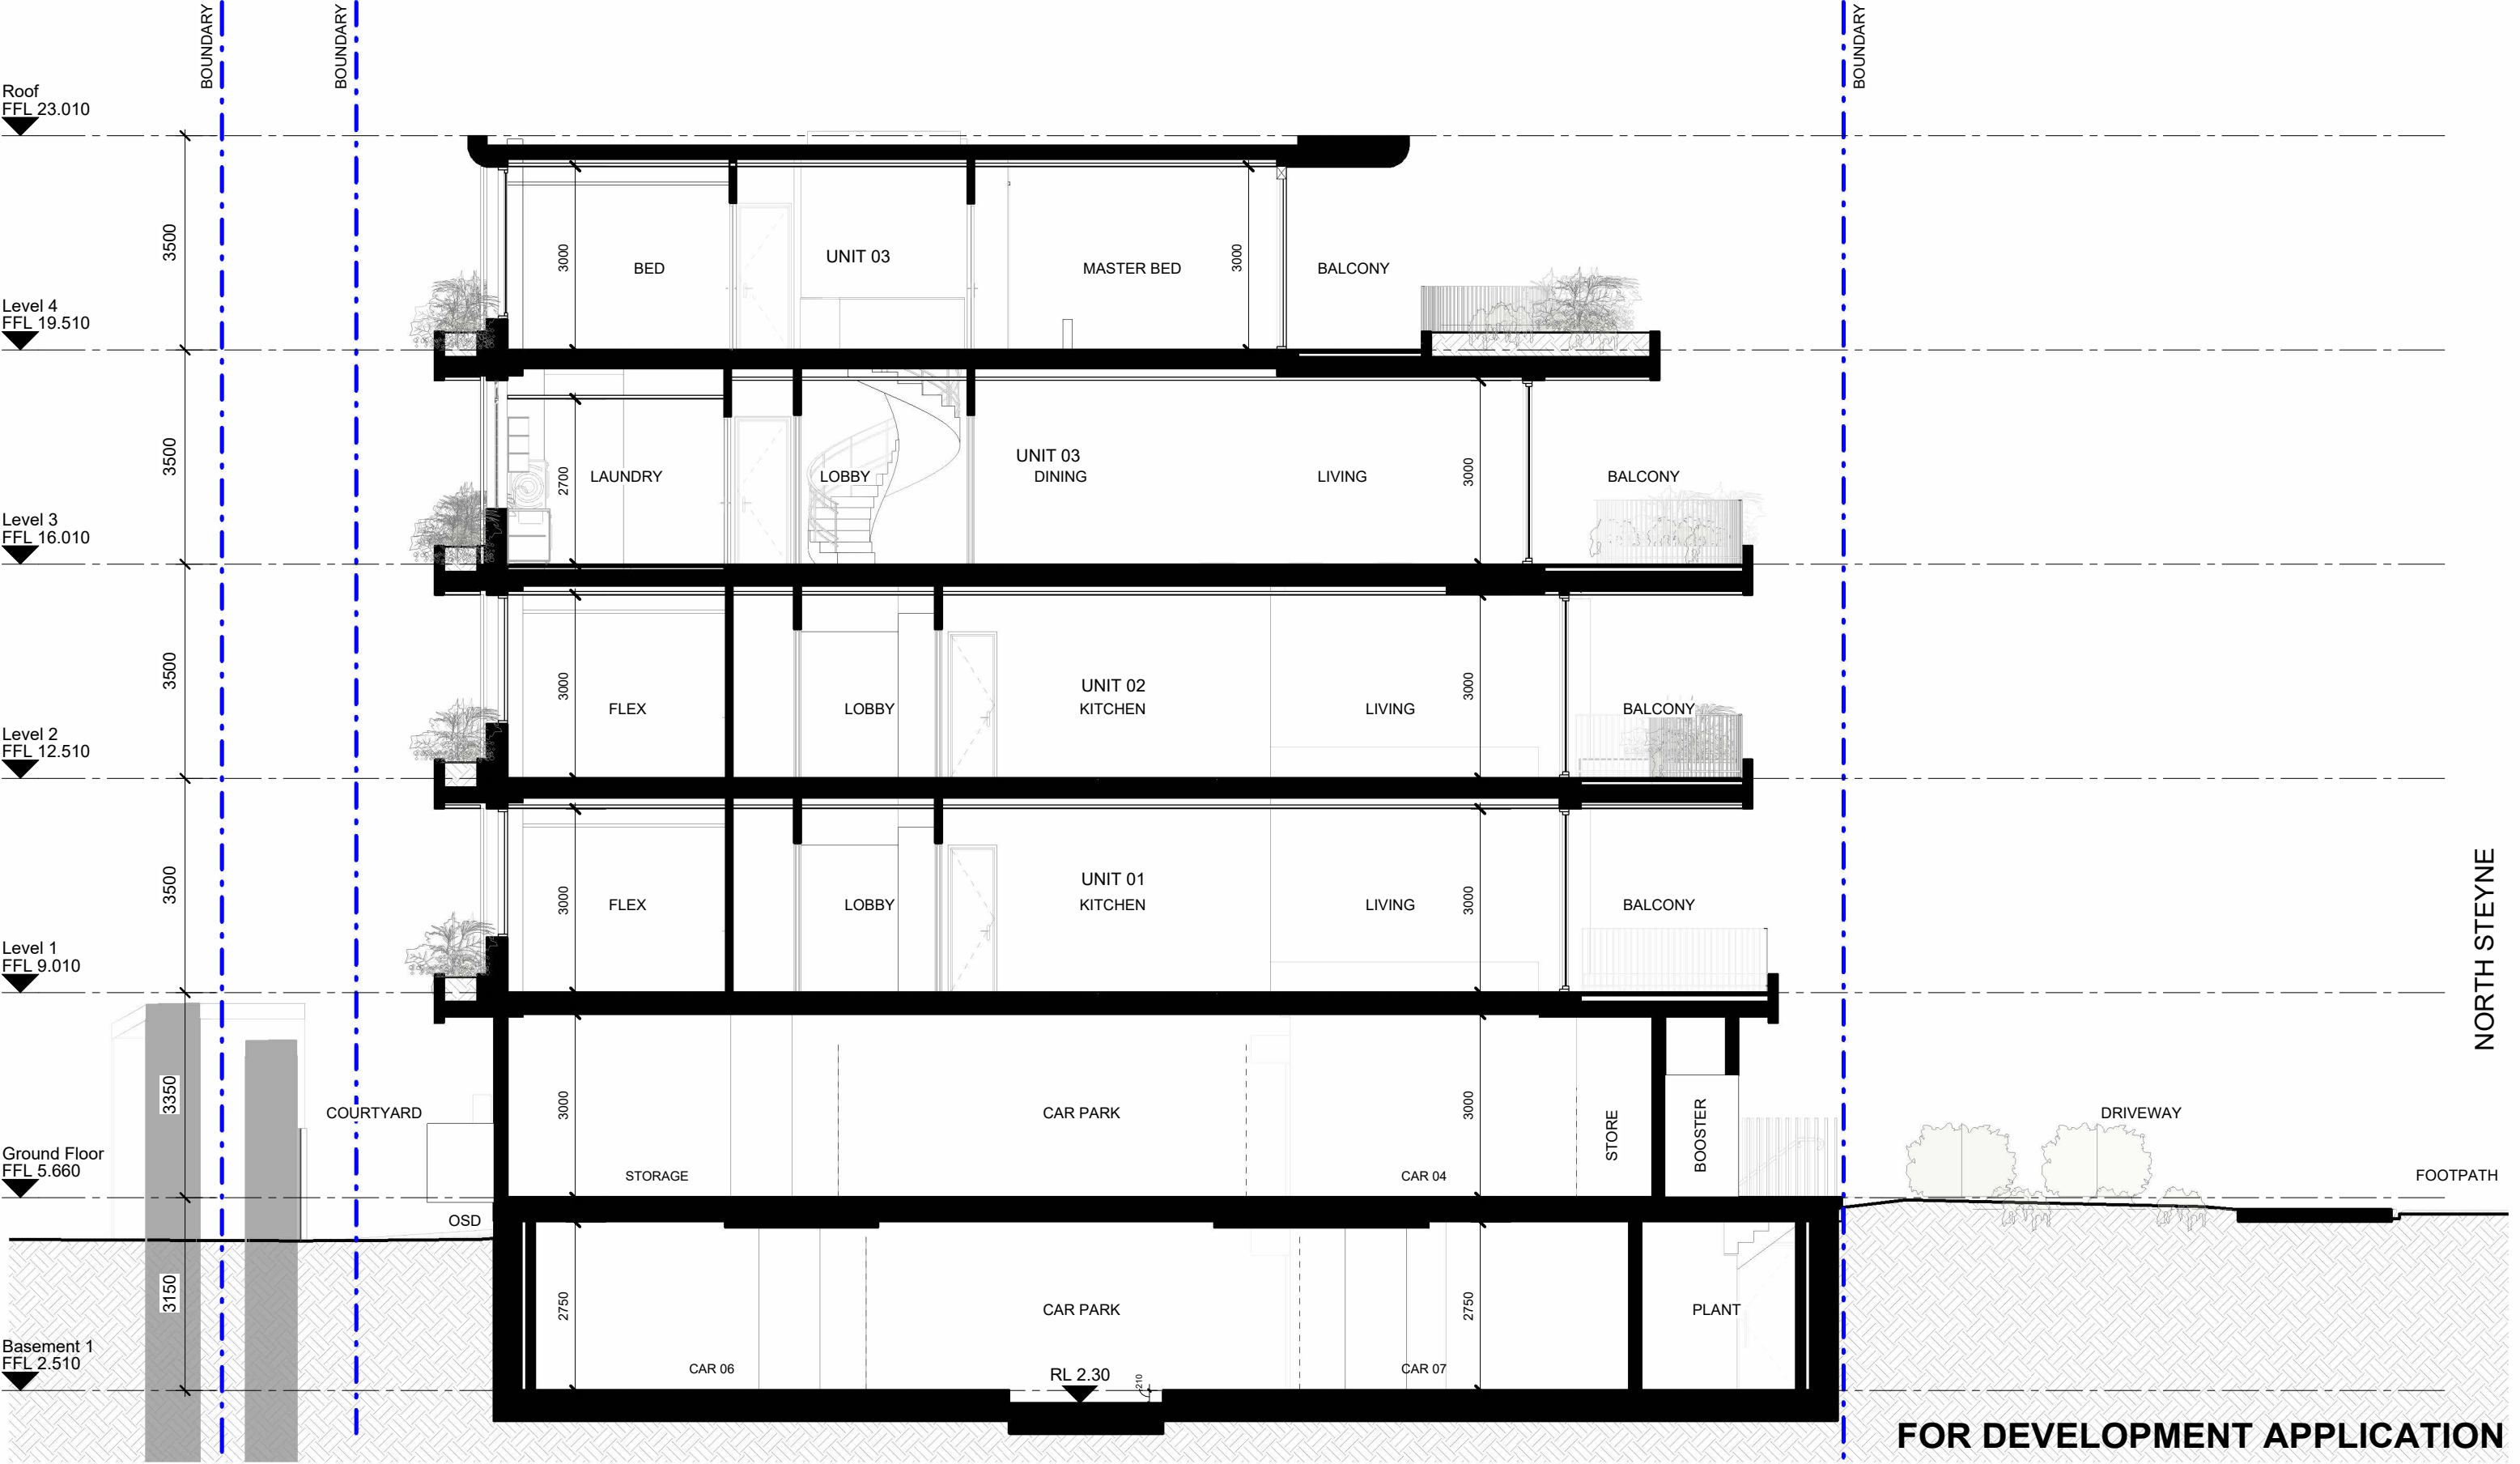 BOUNDARY
BOUNDARY
BOUNDARY
Roof
FFL 23.010
3500
3000
BED
UNIT 03
MASTER BED
3000
BALCONY
Level 4
FFL 19.510
3500
2700
LAUNDRY
LOBBY
UNIT 03
DINING
LIVING
3000
BALCONY
Level 3
FFL 16.010
3500
3000
FLEX
LOBBY
UNIT 02
KITCHEN
LIVING
3000
BALCONY
Level 2
FFL 12.510
3500
3000
FLEX
LOBBY
UNIT 01
KITCHEN
LIVING
3000
BALCONY
NORTH STEYNE
Level 1
FFL 9.010
3350
COURTYARD
3000
CAR PARK
3000
STORE
BOOSTER
DRIVEWAY
Ground Floor
FFL 5.660
STORAGE
CAR 04
FOOTPATH
OSD
3150
2750
CAR PARK
2750
PLANT
Basement 1
FFL 2.510
CAR 06
RL 2.30
210
CAR 07
FOR DEVELOPMENT APPLICATION